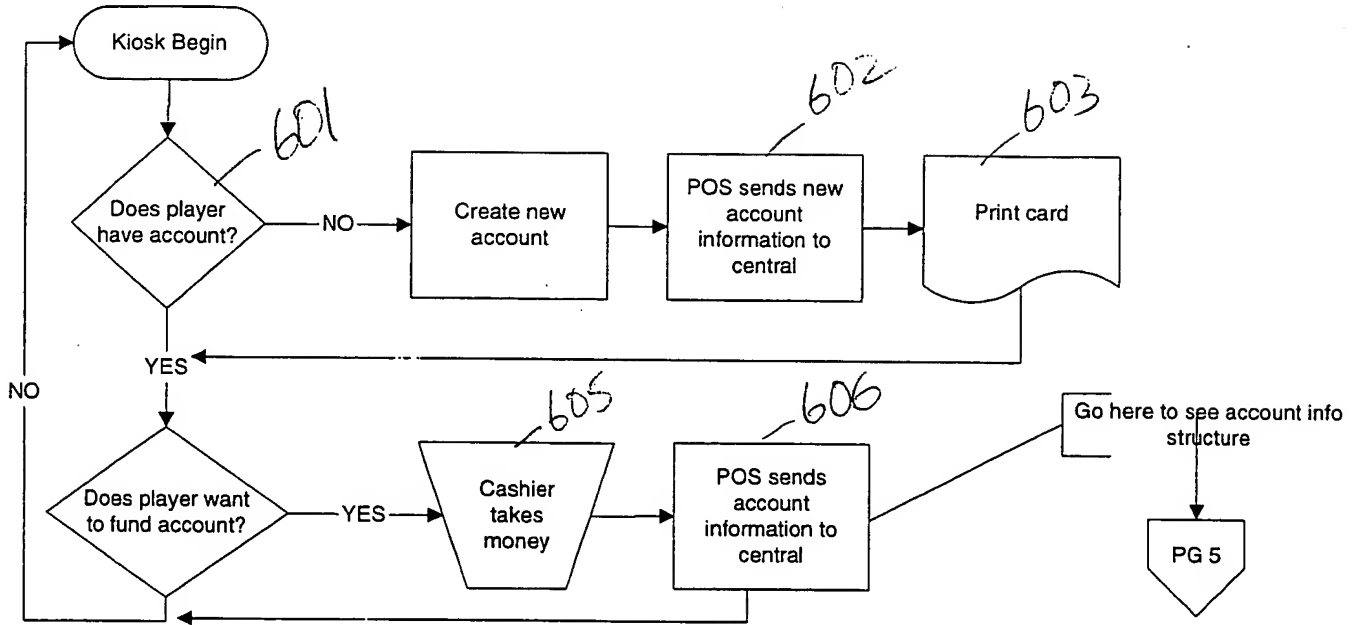 Kiosk Begin
601
602
603
Does player
have account?
NO
Create new
account
POS sends new
account
information to
central
Print card
YES
NO
605
606
Go here to see account info
structure
Does player want
to fund account?
YES
Cashier
takes
money
POS sends
account
information to
central
PG 5